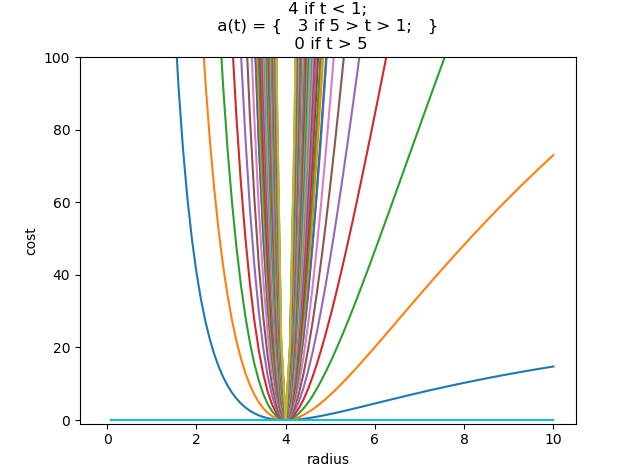 4 if t < 1;
a(t) = {   3 if 5 > t > 1;   }
0 if t > 5
100
80
60
40
20
0
cost
0 2 4 6 8 10
radius